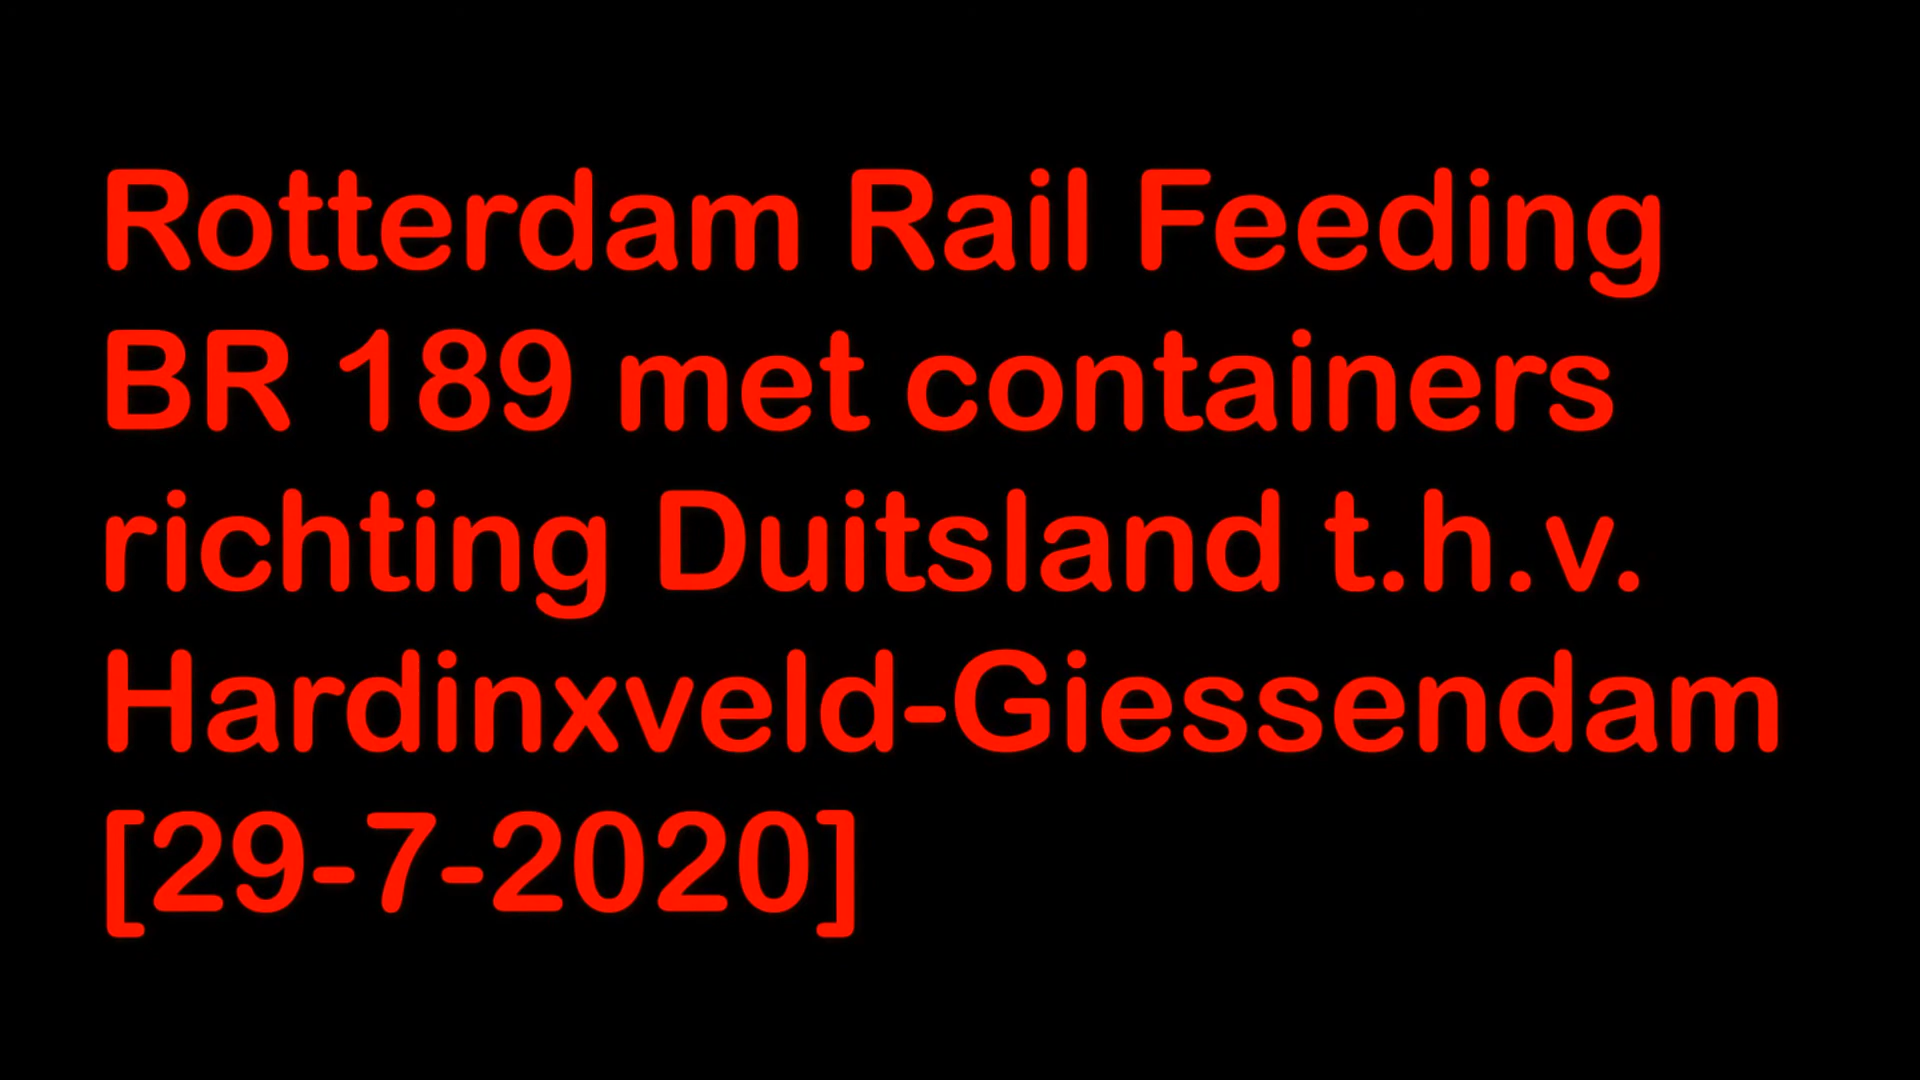 Rotterdam Rail Feeding
BR 189 met containers
richting Duitsland t.h.v.
Hardinxveld-Giessendam
[29-7-2020]